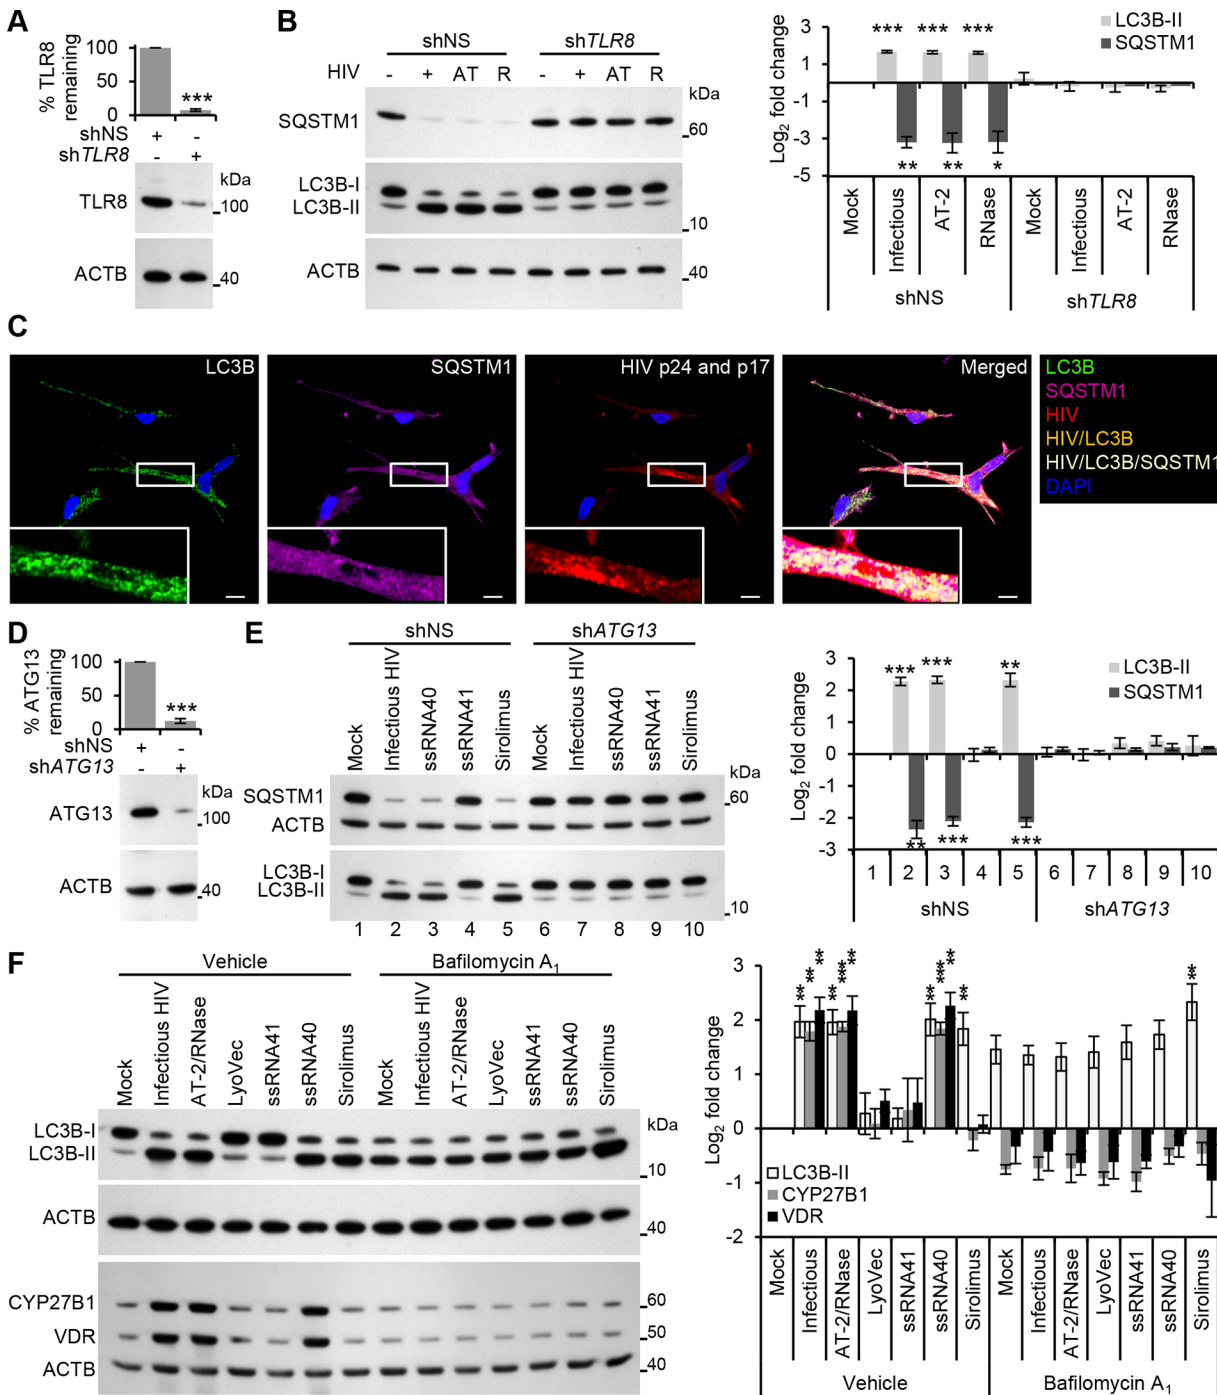 A
% TLR8
remaining
100
50
0
***
shNS + -
shTLR8 - +
kDa
TLR8
100
ACTB
40
B
shNS shTLR8
HIV - + AT R - + AT R
kDa
SQSTM1
60
LC3B-I
LC3B-II
10
ACTB
40
LC3B-II
SQSTM1
Log2 fold change
3
1
-1
-3
-5
*** *** ***
** ** *
Mock
Infectious
AT-2
RNase
Mock
Infectious
AT-2
RNase
shNS shTLR8
C
LC3B
SQSTM1
HIV p24 and p17
Merged
LC3B
SQSTM1
HIV
HIV/LC3B
HIV/LC3B/SQSTM1
DAPI
D
% ATG13
remaining
100
50
0
***
shNS + -
shATG13 - +
kDa
ATG13
100
ACTB
40
E
shNS shATG13
Mock
Infectious HIV
ssRNA40
ssRNA41
Sirolimus
Mock
Infectious HIV
ssRNA40
ssRNA41
Sirolimus
kDa
SQSTM1
60
ACTB
LC3B-I
LC3B-II
10
1 2 3 4 5 6 7 8 9 10
LC3B-II
SQSTM1
Log2 fold change
3
2
1
0
-1
-2
-3
*** *** **
** *** ***
1 2 3 4 5 6 7 8 9 10
shNS shATG13
F
Vehicle Bafilomycin A1
Mock
Infectious HIV
AT-2/RNase
LyoVec
ssRNA41
ssRNA40
Sirolimus
Mock
Infectious HIV
AT-2/RNase
LyoVec
ssRNA41
ssRNA40
Sirolimus
kDa
LC3B-I
LC3B-II
10
ACTB
40
CYP27B1
60
VDR
50
ACTB
40
Log2 fold change
3
2
1
0
-1
-2
** ** ** ** *** ** ** *** ** ** **
LC3B-II
CYP27B1
VDR
Mock
Infectious
AT-2/RNase
LyoVec
ssRNA41
ssRNA40
Sirolimus
Mock
Infectious
AT-2/RNase
LyoVec
ssRNA41
ssRNA40
Sirolimus
Vehicle Bafilomycin A1